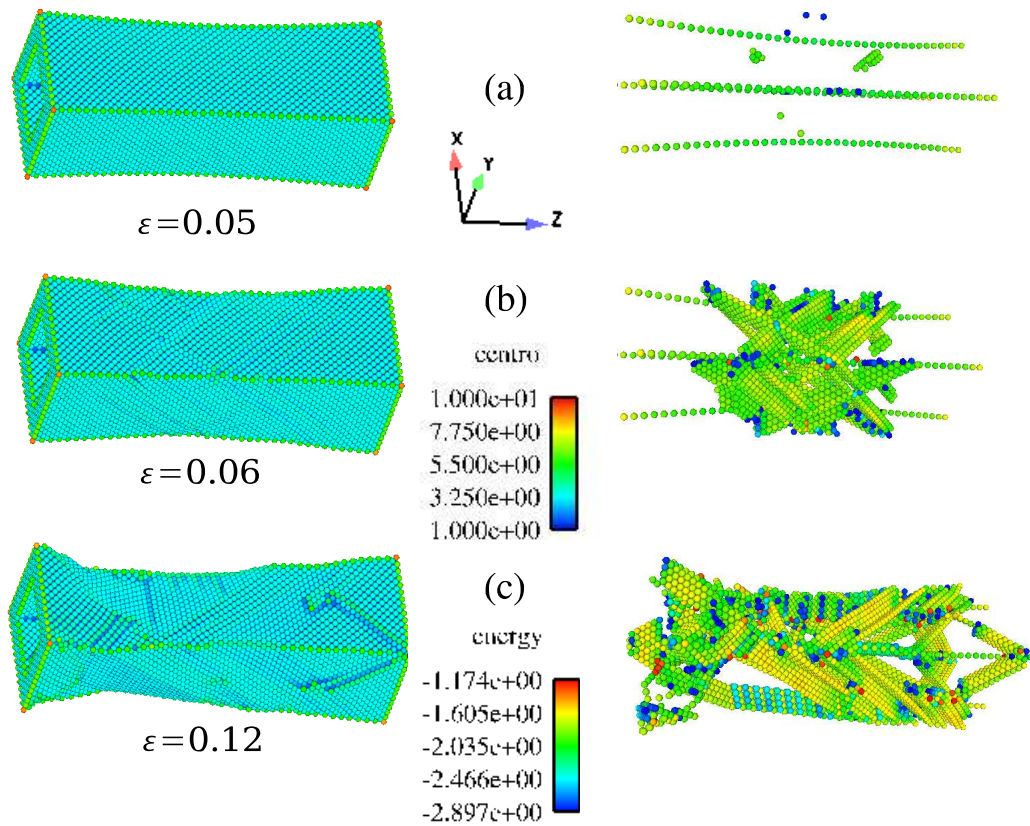 (a)
X
Y
Z
ε=0.05
(b)
centro
1.000e+01
7.750e+00
5.500e+00
3.250e+00
1.000e+00
ε=0.06
(c)
energy
-1.174e+00
-1.605e+00
-2.035e+00
-2.466e+00
-2.897e+00
ε=0.12